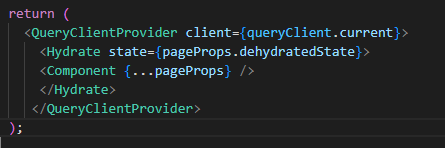 return (
  <QueryClientProvider client={queryClient.current}>
    <Hydrate state={pageProps.dehydratedState}>
    <Component {...pageProps} />
    </Hydrate>
   </QueryClientProvider>
);